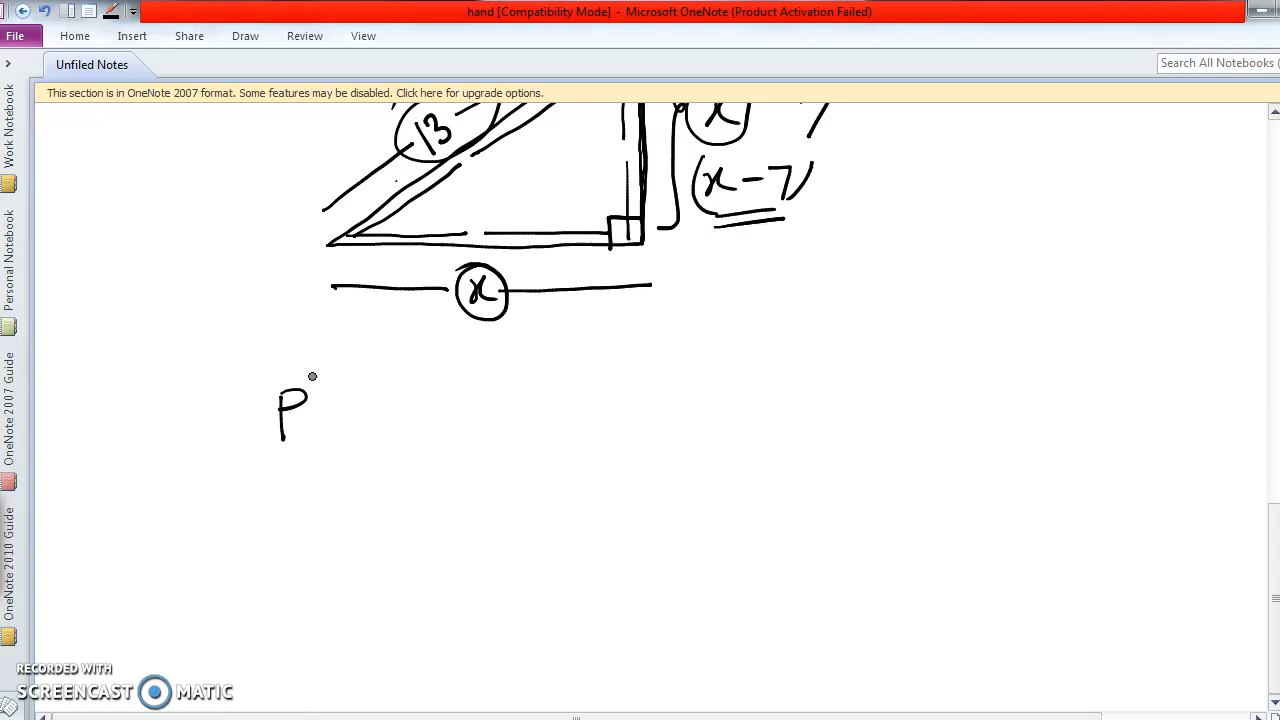 hand [Compatibility Mode] - Microsoft OneNote (Product Activation Failed)
File Home Insert Share Draw Review View
Unfiled Notes
Search All Notebooks (
This section is in OneNote 2007 format. Some features may be disabled. Click here for upgrade options.
Work Notebook
Personal Notebook
OneNote 2007 Guide
OneNote 2010 Guide
13
x
(x - 7)
x
P
RECORDED WITH
SCREENCAST MATIC